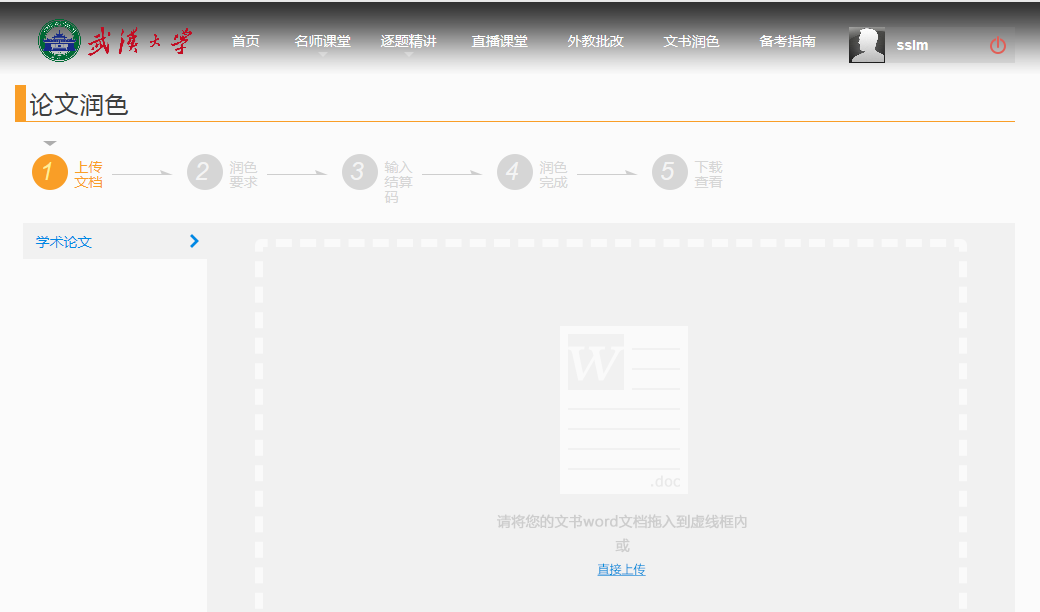 武漢大学
首页 名师课堂 逐题精讲 直播课堂 外教批改 文书润色 备考指南 sslm
论文润色
1 上传 2 润色 3 输入 4 润色 5 下载
文档 要求 结算 完成 查看
码
学术论文
W
.doc
请将您的文书word文档拖入到虚线框内
或
直接上传